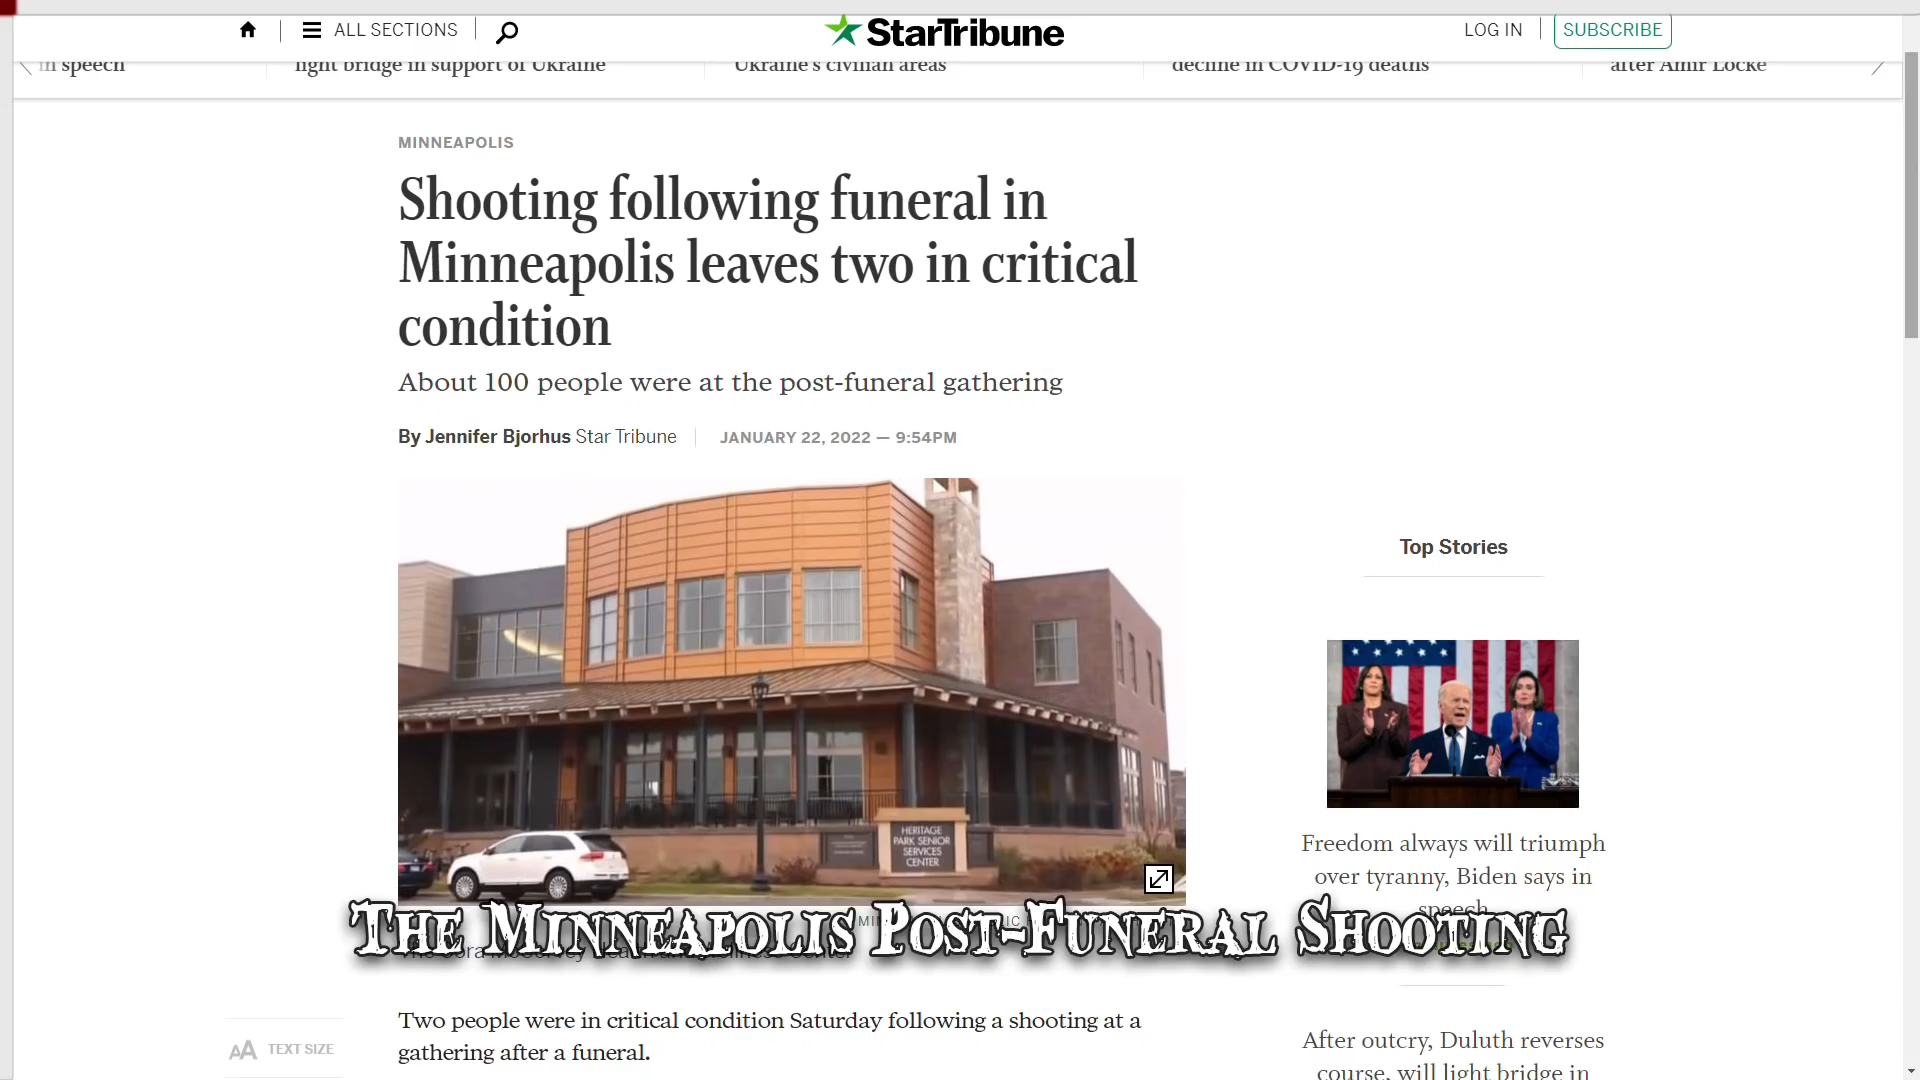 ALL SECTIONS
StarTribune
LOG IN
SUBSCRIBE
in speech
light bridge in support of Ukraine
Ukraine's civilian areas
decline in COVID-19 deaths
after Amir Locke
MINNEAPOLIS
Shooting following funeral in
Minneapolis leaves two in critical
condition
About 100 people were at the post-funeral gathering
By Jennifer Bjorhus Star Tribune
JANUARY 22, 2022 — 9:54PM
HERITAGE
PARK SENIOR
SERVICES
CENTER
Top Stories
Freedom always will triumph
over tyranny, Biden says in
speech
The Minneapolis Post-Funeral Shooting
Two people were in critical condition Saturday following a shooting at a
gathering after a funeral.
AA TEXT SIZE
After outcry, Duluth reverses
course, will light bridge in